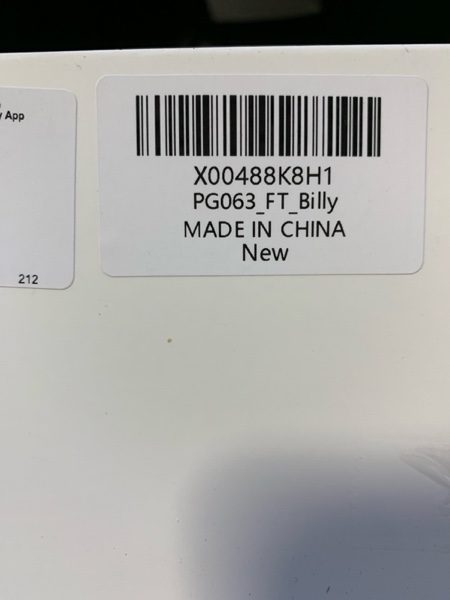 App
212
X00488K8H1
PG063_FT_Billy
MADE IN CHINA
New